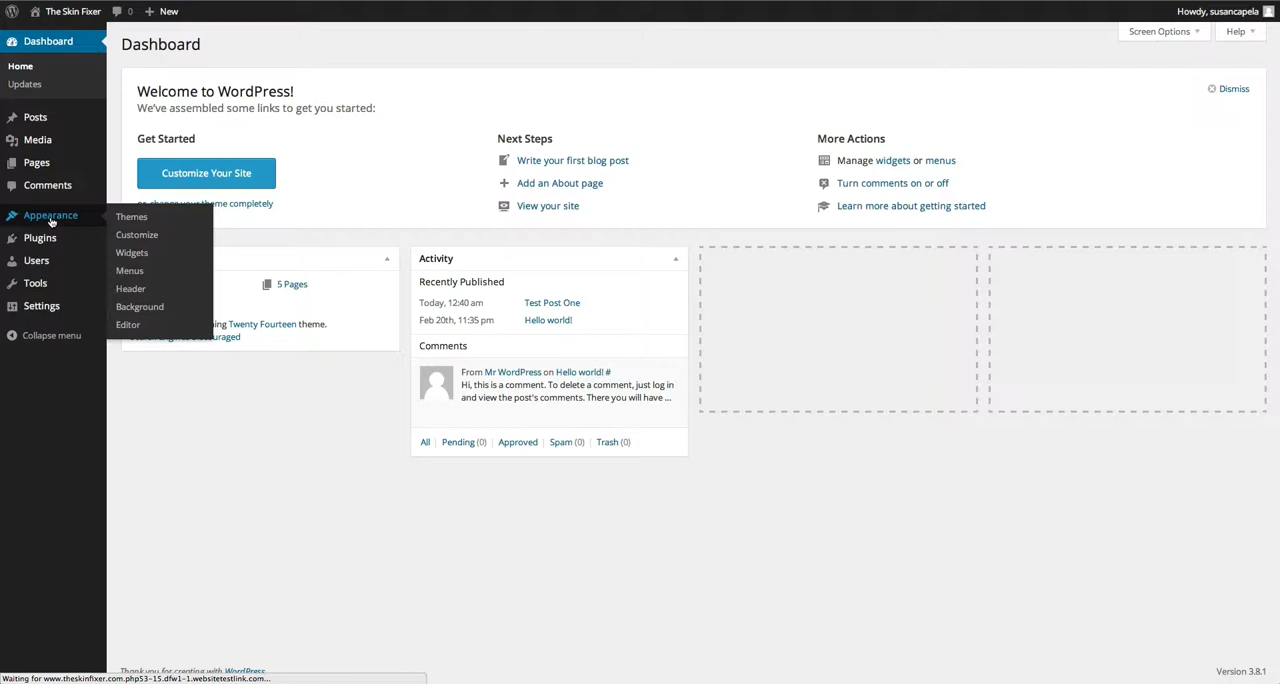 The Skin Fixer 0 New Howdy, susancapela
Dashboard
Home
Updates
Posts
Media
Pages
Comments
Appearance
Plugins
Users
Tools
Settings
Collapse menu
Themes
Customize
Widgets
Menus
Header
Background
Editor
Dashboard
Screen Options Help
Welcome to WordPress!
We've assembled some links to get you started:
Dismiss
Get Started
Customize Your Site
or, change your theme completely
Next Steps
Write your first blog post
Add an About page
View your site
More Actions
Manage widgets or menus
Turn comments on or off
Learn more about getting started
5 Pages
Twenty Fourteen theme.
Activity
Recently Published
Today, 12:40 am Test Post One
Feb 20th, 11:35 pm Hello world!
Comments
From Mr WordPress on Hello world! #
Hi, this is a comment. To delete a comment, just log in
and view the post's comments. There you will have ...
All | Pending (0) | Approved | Spam (0) | Trash (0)
Thank you for creating with WordPress
Version 3.8.1
Waiting for www.theskinfixer.com.php53-15.dfw1-1.websitetestlink.com...